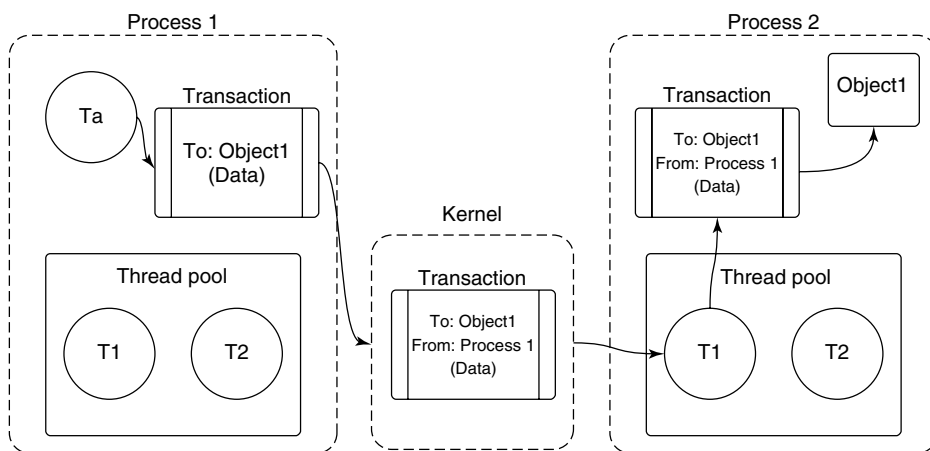 Process 1
Ta
Transaction
To: Object1
(Data)
Thread pool
T1
T2
Kernel
Transaction
To: Object1
From: Process 1
(Data)
Process 2
Transaction
To: Object1
From: Process 1
(Data)
Object1
Thread pool
T1
T2